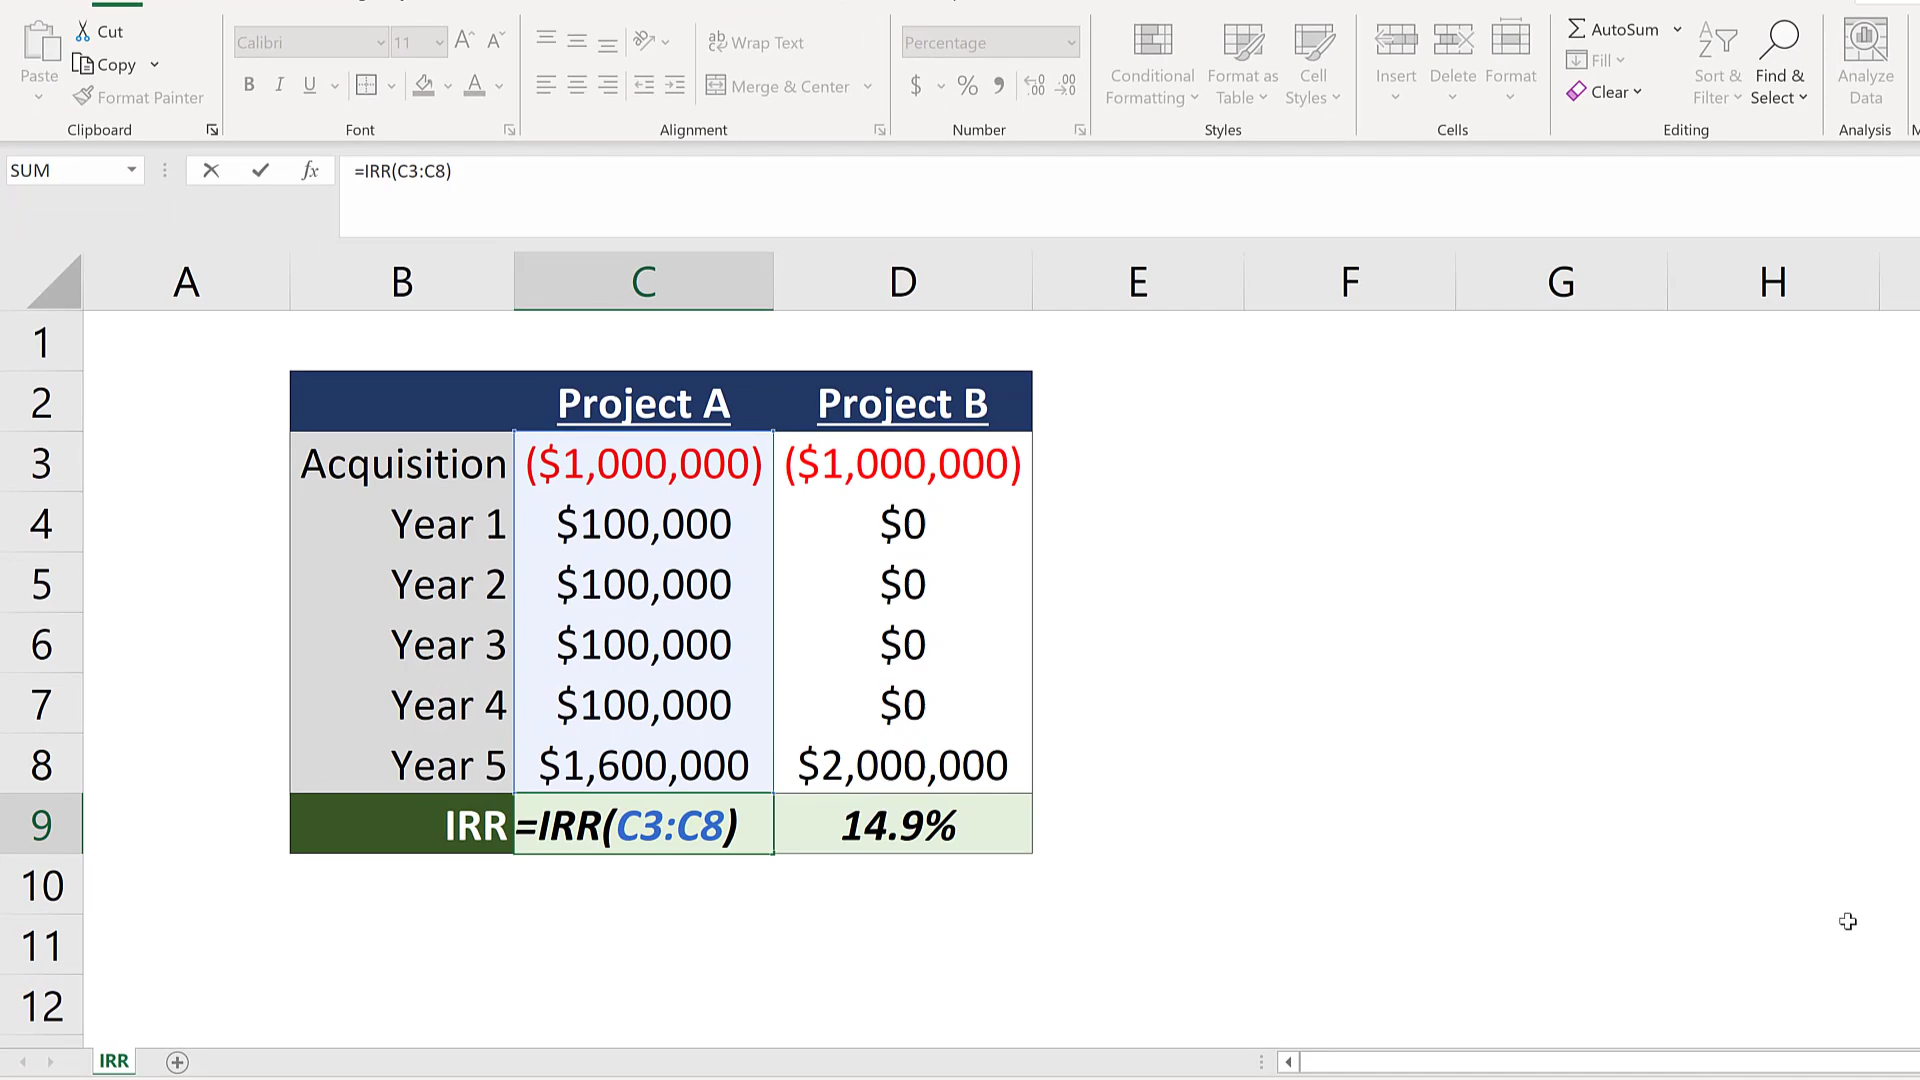 Cut
Calibri
11
Wrap Text
Percentage
AutoSum
Copy
Fill
Paste
Format Painter
B I U
Merge & Center
$ % ,
Conditional Formatting
Format as Table
Cell Styles
Insert
Delete
Format
Clear
Sort & Filter
Find & Select
Analyze Data
Clipboard
Font
Alignment
Number
Styles
Cells
Editing
Analysis
SUM
fx
=IRR(C3:C8)
A B C D E F G H
1
2 Project A Project B
3 Acquisition ($1,000,000) ($1,000,000)
4 Year 1 $100,000 $0
5 Year 2 $100,000 $0
6 Year 3 $100,000 $0
7 Year 4 $100,000 $0
8 Year 5 $1,600,000 $2,000,000
9 IRR =IRR(C3:C8) 14.9%
10
11
12
IRR